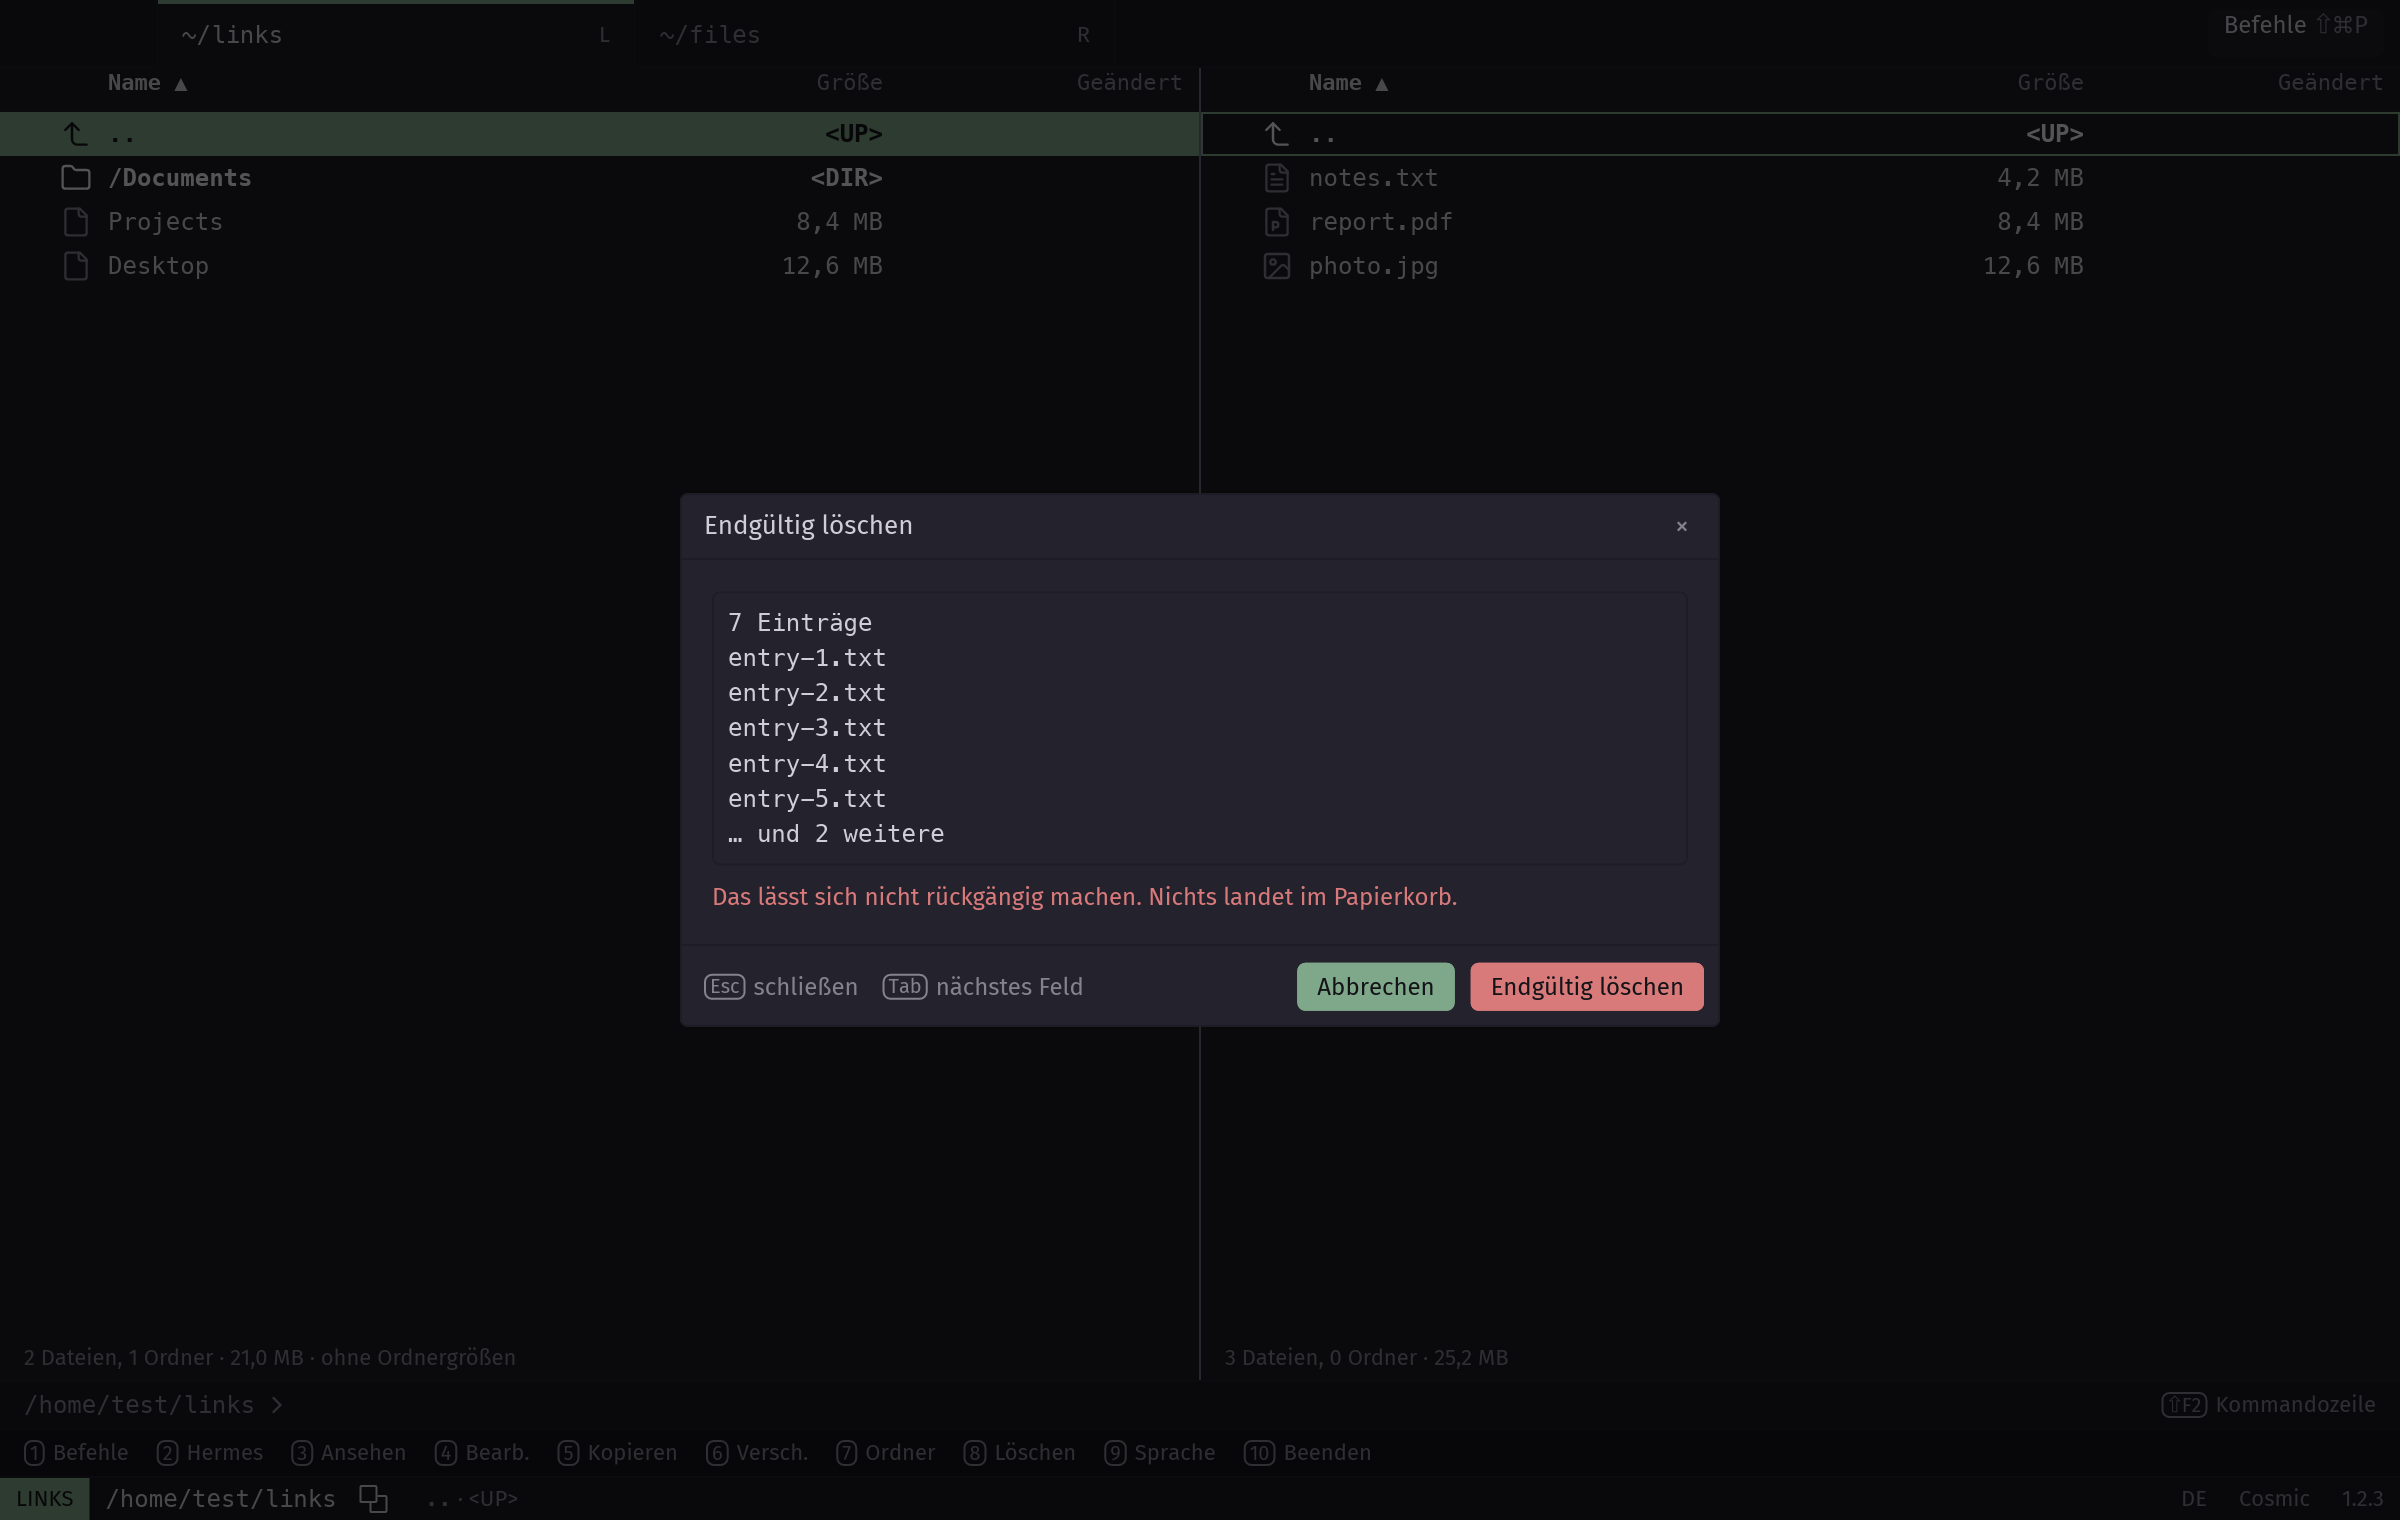 ~/links L ~/files R Befehle ⇧⌘P
Name ▲ Größe Geändert Name ▲ Größe Geändert
.. <UP> .. <UP>
/Documents <DIR> notes.txt 4,2 MB
Projects 8,4 MB report.pdf 8,4 MB
Desktop 12,6 MB photo.jpg 12,6 MB
Endgültig löschen ×
7 Einträge
entry-1.txt
entry-2.txt
entry-3.txt
entry-4.txt
entry-5.txt
… und 2 weitere
Das lässt sich nicht rückgängig machen. Nichts landet im Papierkorb.
Esc schließen Tab nächstes Feld Abbrechen Endgültig löschen
2 Dateien, 1 Ordner · 21,0 MB · ohne Ordnergrößen 3 Dateien, 0 Ordner · 25,2 MB
/home/test/links > ⇧F2 Kommandozeile
1 Befehle 2 Hermes 3 Ansehen 4 Bearb. 5 Kopieren 6 Versch. 7 Ordner 8 Löschen 9 Sprache 10 Beenden
LINKS /home/test/links .. · <UP> DE Cosmic 1.2.3